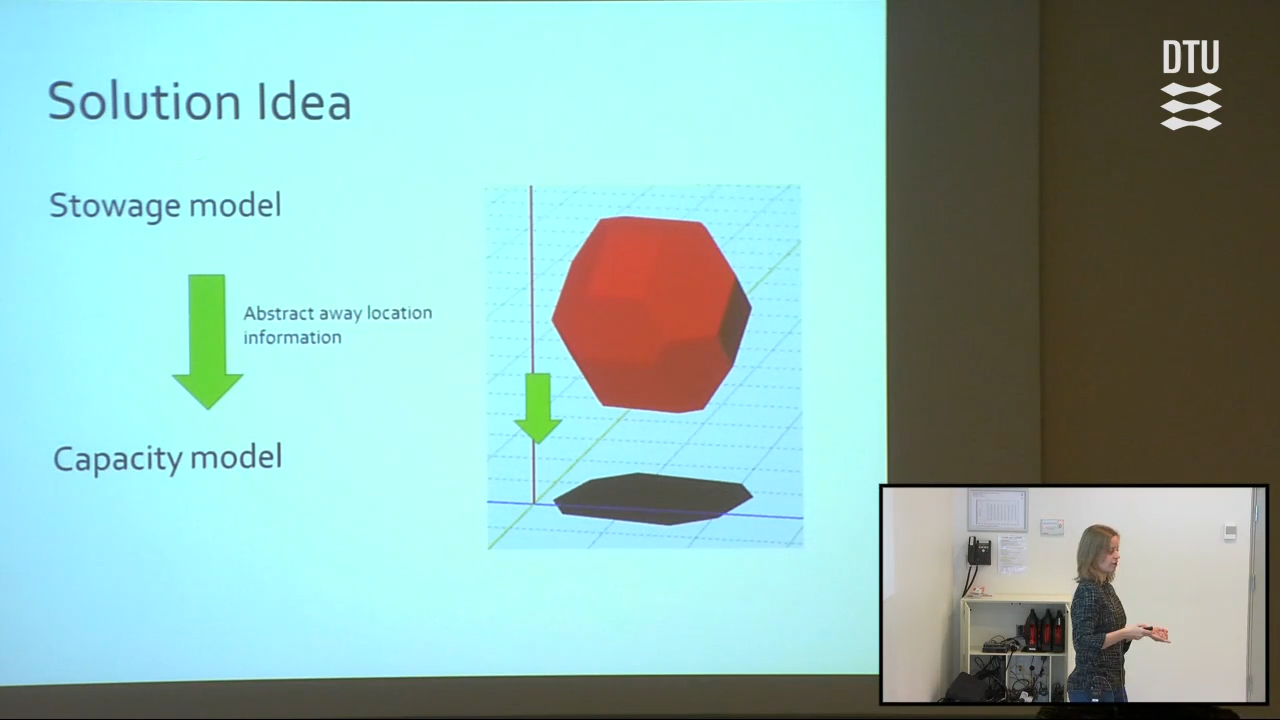 Solution Idea
Stowage model
Abstract away location
information
Capacity model
DTU